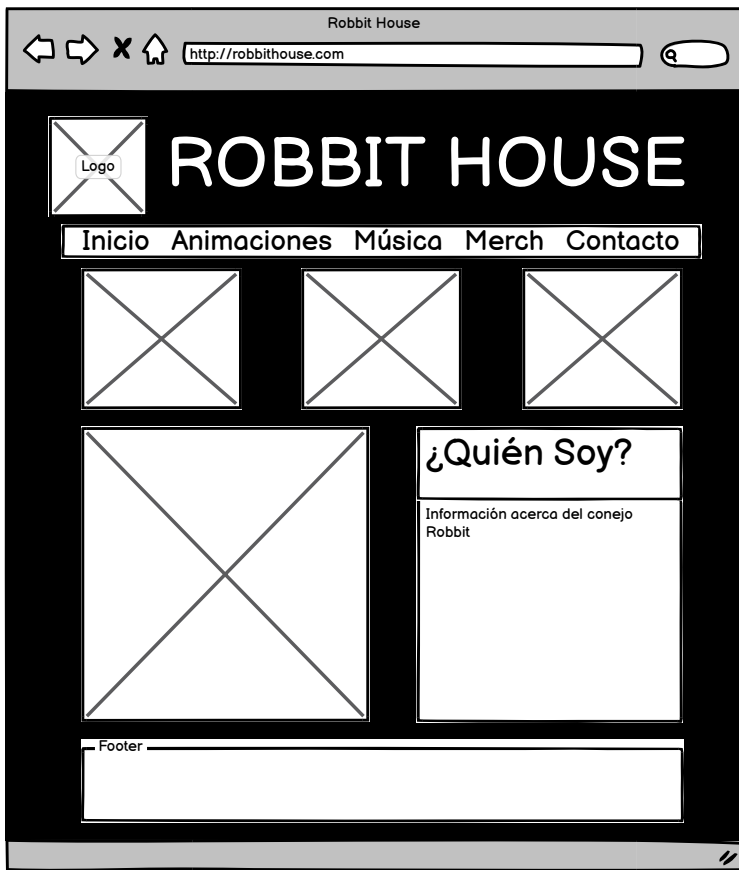 Robbit House
http://robbithouse.com
Logo
ROBBIT HOUSE
Inicio Animaciones Música Merch Contacto
¿Quién Soy?
Información acerca del conejo
Robbit
Footer